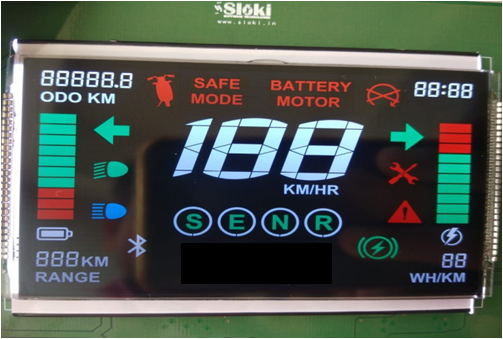 Sloki
www.sloki.in
88888.8
ODO KM
SAFE
MODE
BATTERY
MOTOR
88:88
188
KM/HR
S E N R
888 KM
RANGE
88
WH/KM